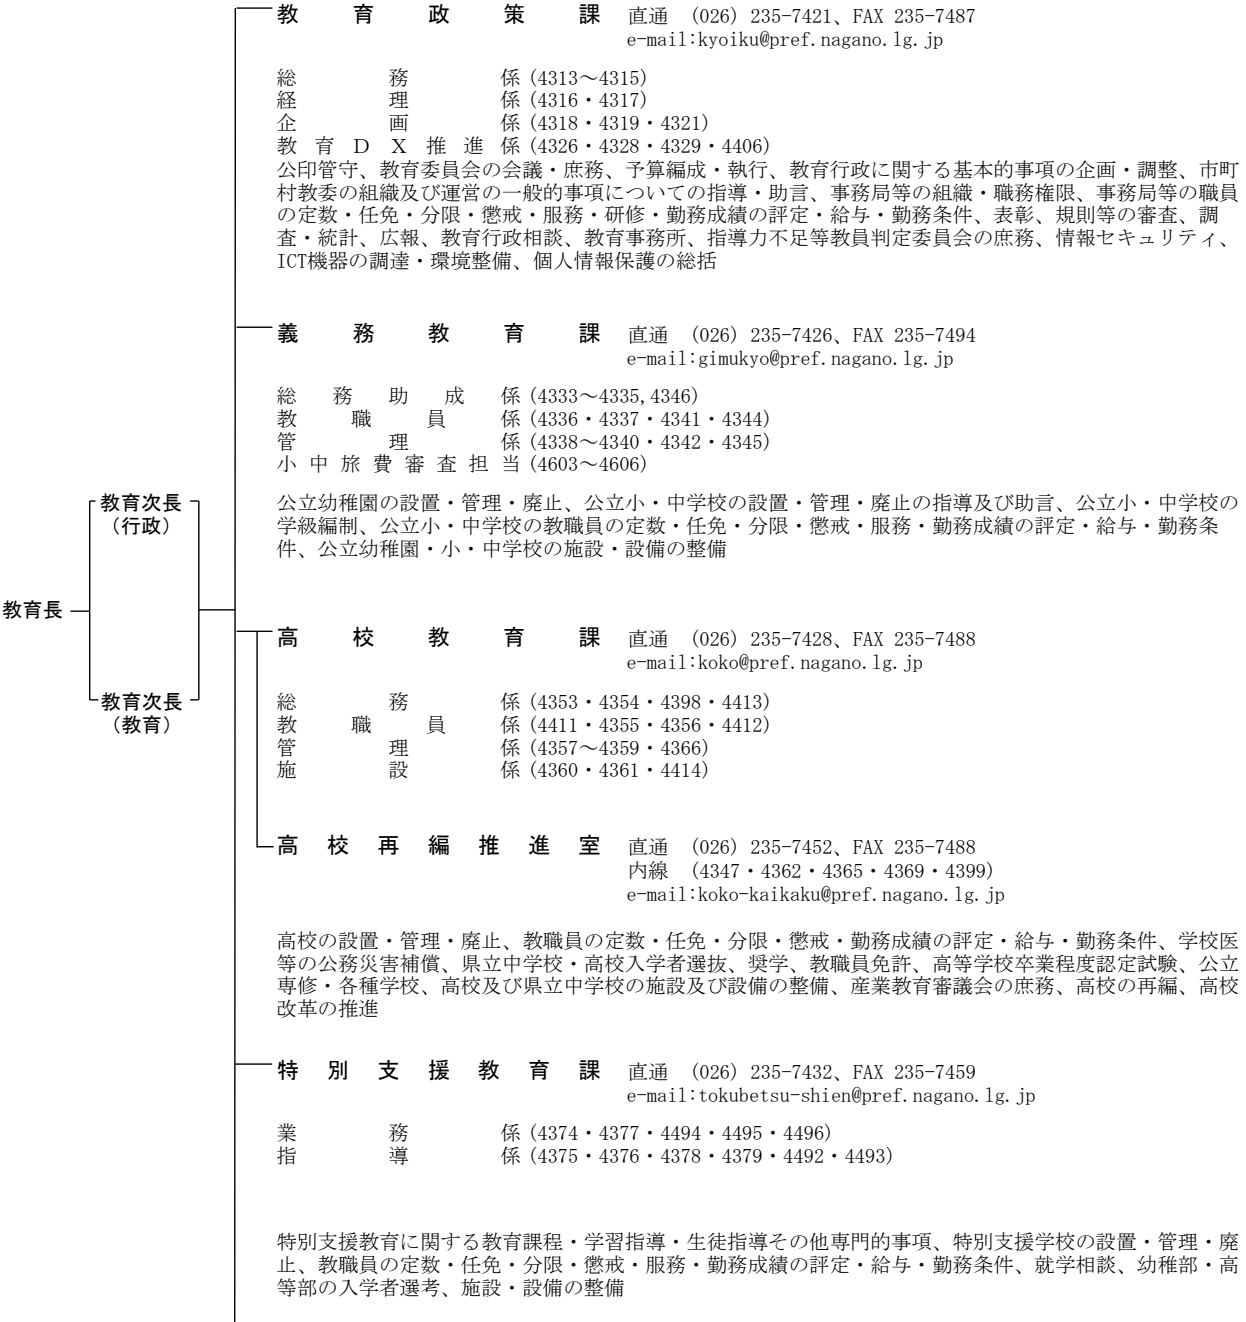 教育政策課 直通 (026) 235-7421、FAX 235-7487
e-mail:kyoiku@pref.nagano.lg.jp
総務係(4313～4315)
経理係(4316・4317)
企画係(4318・4319・4321)
教育ＤＸ推進係(4326・4328・4329・4406)
公印管守、教育委員会の会議・庶務、予算編成・執行、教育行政に関する基本的事項の企画・調整、市町
村教委の組織及び運営の一般的事項についての指導・助言、事務局等の組織・職務権限、事務局等の職員
の定数・任免・分限・懲戒・服務・研修・勤務成績の評定・給与・勤務条件、表彰、規則等の審査、調
査・統計、広報、教育行政相談、教育事務所、指導力不足等教員判定委員会の庶務、情報セキュリティ、
ICT機器の調達・環境整備、個人情報保護の総括
義務教育課 直通 (026) 235-7426、FAX 235-7494
e-mail:gimukyo@pref.nagano.lg.jp
総務助成係(4333～4335,4346)
教職員係(4336・4337・4341・4344)
管理係(4338～4340・4342・4345)
小中旅費審査担当(4603～4606)
公立幼稚園の設置・管理・廃止、公立小・中学校の設置・管理・廃止の指導及び助言、公立小・中学校の
学級編制、公立小・中学校の教職員の定数・任免・分限・懲戒・服務・勤務成績の評定・給与・勤務条
件、公立幼稚園・小・中学校の施設・設備の整備
教育次長
（行政）
教育長
教育次長
（教育）
高校教育課 直通 (026) 235-7428、FAX 235-7488
e-mail:koko@pref.nagano.lg.jp
総務係(4353・4354・4398・4413)
教職員係(4411・4355・4356・4412)
管理係(4357～4359・4366)
施設係(4360・4361・4414)
高校再編推進室 直通 (026) 235-7452、FAX 235-7488
内線 (4347・4362・4365・4369・4399)
e-mail:koko-kaikaku@pref.nagano.lg.jp
高校の設置・管理・廃止、教職員の定数・任免・分限・懲戒・勤務成績の評定・給与・勤務条件、学校医
等の公務災害補償、県立中学校・高校入学者選抜、奨学、教職員免許、高等学校卒業程度認定試験、公立
専修・各種学校、高校及び県立中学校の施設及び設備の整備、産業教育審議会の庶務、高校の再編、高校
改革の推進
特別支援教育課 直通 (026) 235-7432、FAX 235-7459
e-mail:tokubetsu-shien@pref.nagano.lg.jp
業務係(4374・4377・4494・4495・4496)
指導係(4375・4376・4378・4379・4492・4493)
特別支援教育に関する教育課程・学習指導・生徒指導その他専門的事項、特別支援学校の設置・管理・廃
止、教職員の定数・任免・分限・懲戒・服務・勤務成績の評定・給与・勤務条件、就学相談、幼稚部・高
等部の入学者選考、施設・設備の整備